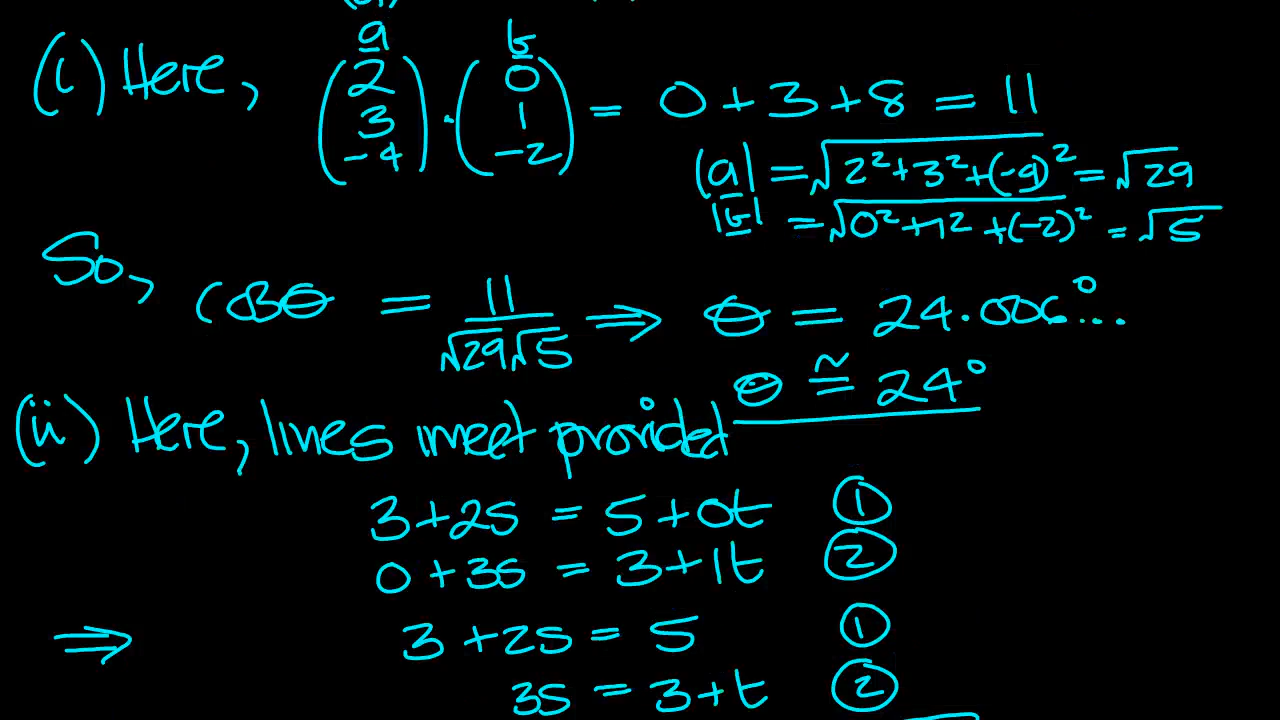 a b
(i) Here, (2 3 -4) · (0 1 -2) = 0 + 3 + 8 = 11
|a| = √2²+3²+(-4)² = √29
|b| = √0²+1²+(-2)² = √5
So, cosθ = 11/√29√5 ⇒ θ = 24.006°...
θ ≅ 24°
(ii) Here, lines meet provided
3+2s = 5+0t ①
0+3s = 3+1t ②
⇒ 3+2s = 5 ①
3s = 3+t ②